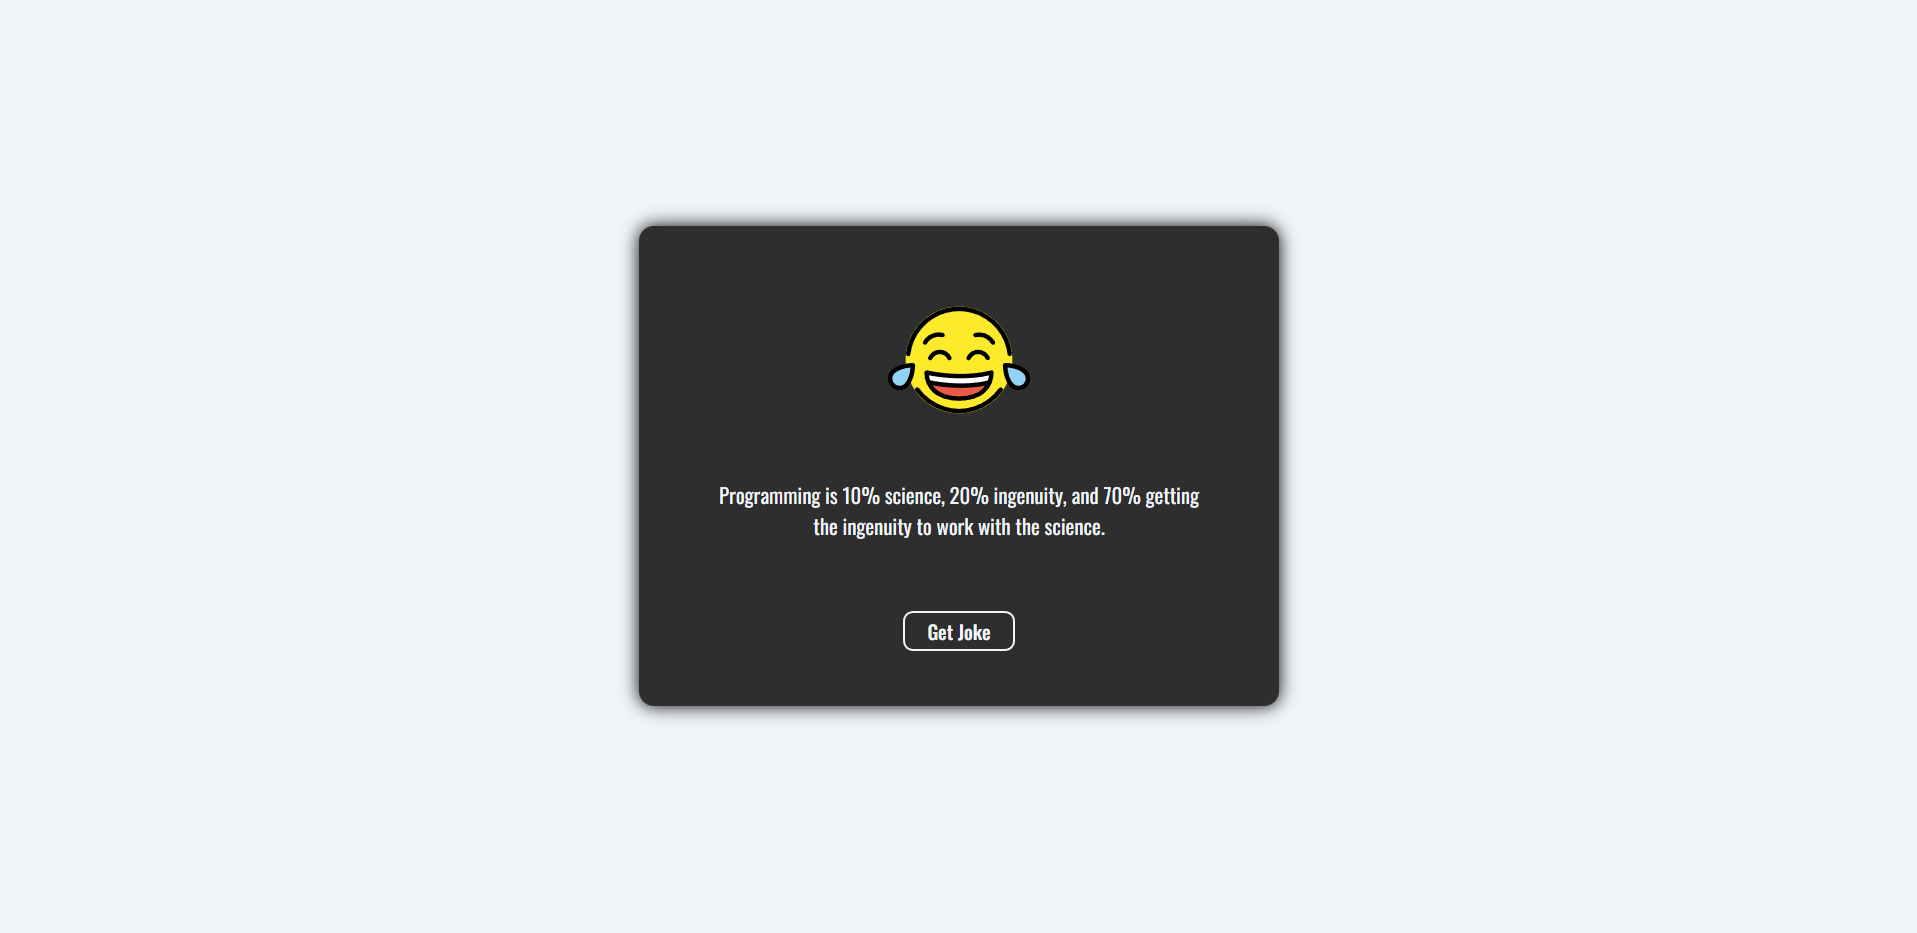 Programming is 10% science, 20% ingenuity, and 70% getting
the ingenuity to work with the science.
Get Joke